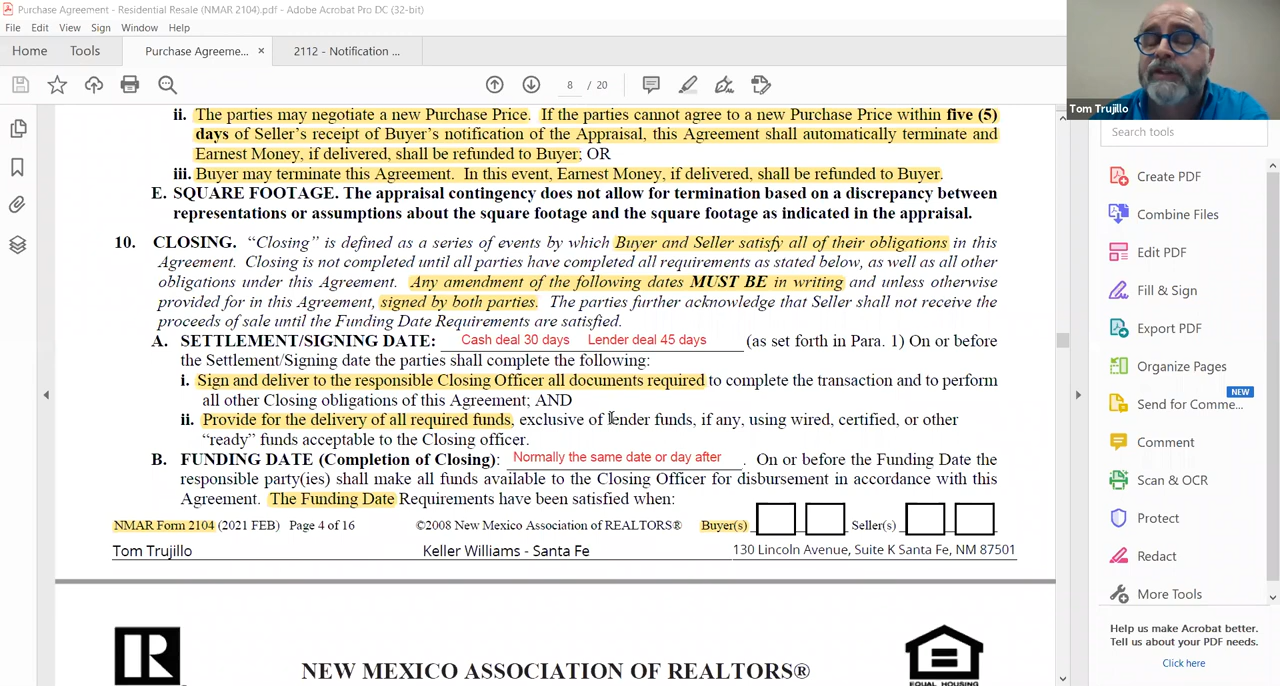 Purchase Agreement - Residential Resale (NMAR 2104).pdf - Adobe Acrobat Pro DC (32-bit)
File Edit View Sign Window Help
Home Tools Purchase Agreeme... × 2112 - Notification ...
8 / 20
Tom Trujillo
Search tools
Create PDF
Combine Files
Edit PDF
Fill & Sign
Export PDF
Organize Pages
NEW
Send for Comme...
Comment
Scan & OCR
Protect
Redact
More Tools
Help us make Acrobat better.
Tell us about your PDF needs.
Click here
ii. The parties may negotiate a new Purchase Price. If the parties cannot agree to a new Purchase Price within five (5)
days of Seller's receipt of Buyer's notification of the Appraisal, this Agreement shall automatically terminate and
Earnest Money, if delivered, shall be refunded to Buyer; OR
iii. Buyer may terminate this Agreement. In this event, Earnest Money, if delivered, shall be refunded to Buyer.
E. SQUARE FOOTAGE. The appraisal contingency does not allow for termination based on a discrepancy between
representations or assumptions about the square footage and the square footage as indicated in the appraisal.
10. CLOSING. "Closing" is defined as a series of events by which Buyer and Seller satisfy all of their obligations in this
Agreement. Closing is not completed until all parties have completed all requirements as stated below, as well as all other
obligations under this Agreement. Any amendment of the following dates MUST BE in writing and unless otherwise
provided for in this Agreement, signed by both parties. The parties further acknowledge that Seller shall not receive the
proceeds of sale until the Funding Date Requirements are satisfied.
A. SETTLEMENT/SIGNING DATE: Cash deal 30 days Lender deal 45 days (as set forth in Para. 1) On or before
the Settlement/Signing date the parties shall complete the following:
i. Sign and deliver to the responsible Closing Officer all documents required to complete the transaction and to perform
all other Closing obligations of this Agreement; AND
ii. Provide for the delivery of all required funds, exclusive of lender funds, if any, using wired, certified, or other
"ready" funds acceptable to the Closing officer.
B. FUNDING DATE (Completion of Closing): Normally the same date or day after . On or before the Funding Date the
responsible party(ies) shall make all funds available to the Closing Officer for disbursement in accordance with this
Agreement. The Funding Date Requirements have been satisfied when:
NMAR Form 2104 (2021 FEB) Page 4 of 16 ©2008 New Mexico Association of REALTORS® Buyer(s) Seller(s)
Tom Trujillo Keller Williams - Santa Fe 130 Lincoln Avenue, Suite K Santa Fe, NM 87501
R
NEW MEXICO ASSOCIATION OF REALTORS®
EQUAL HOUSING